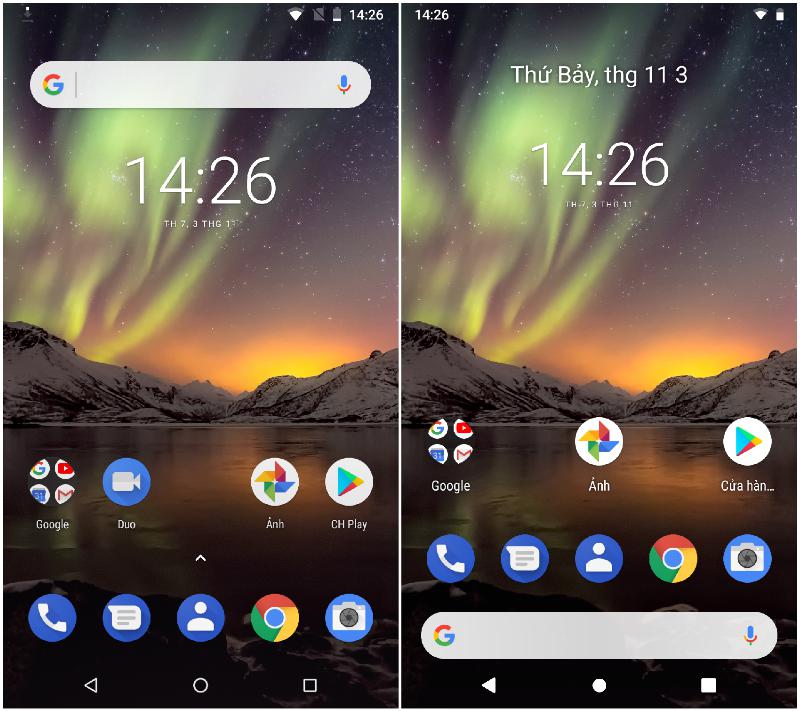 14:26
14:26
TH 7, 3 THG 11
Google
Duo
Ảnh
CH Play
14:26
Thứ Bảy, thg 11 3
14:26
TH 7, 3 THG 11
Google
Ảnh
Cửa hàn...